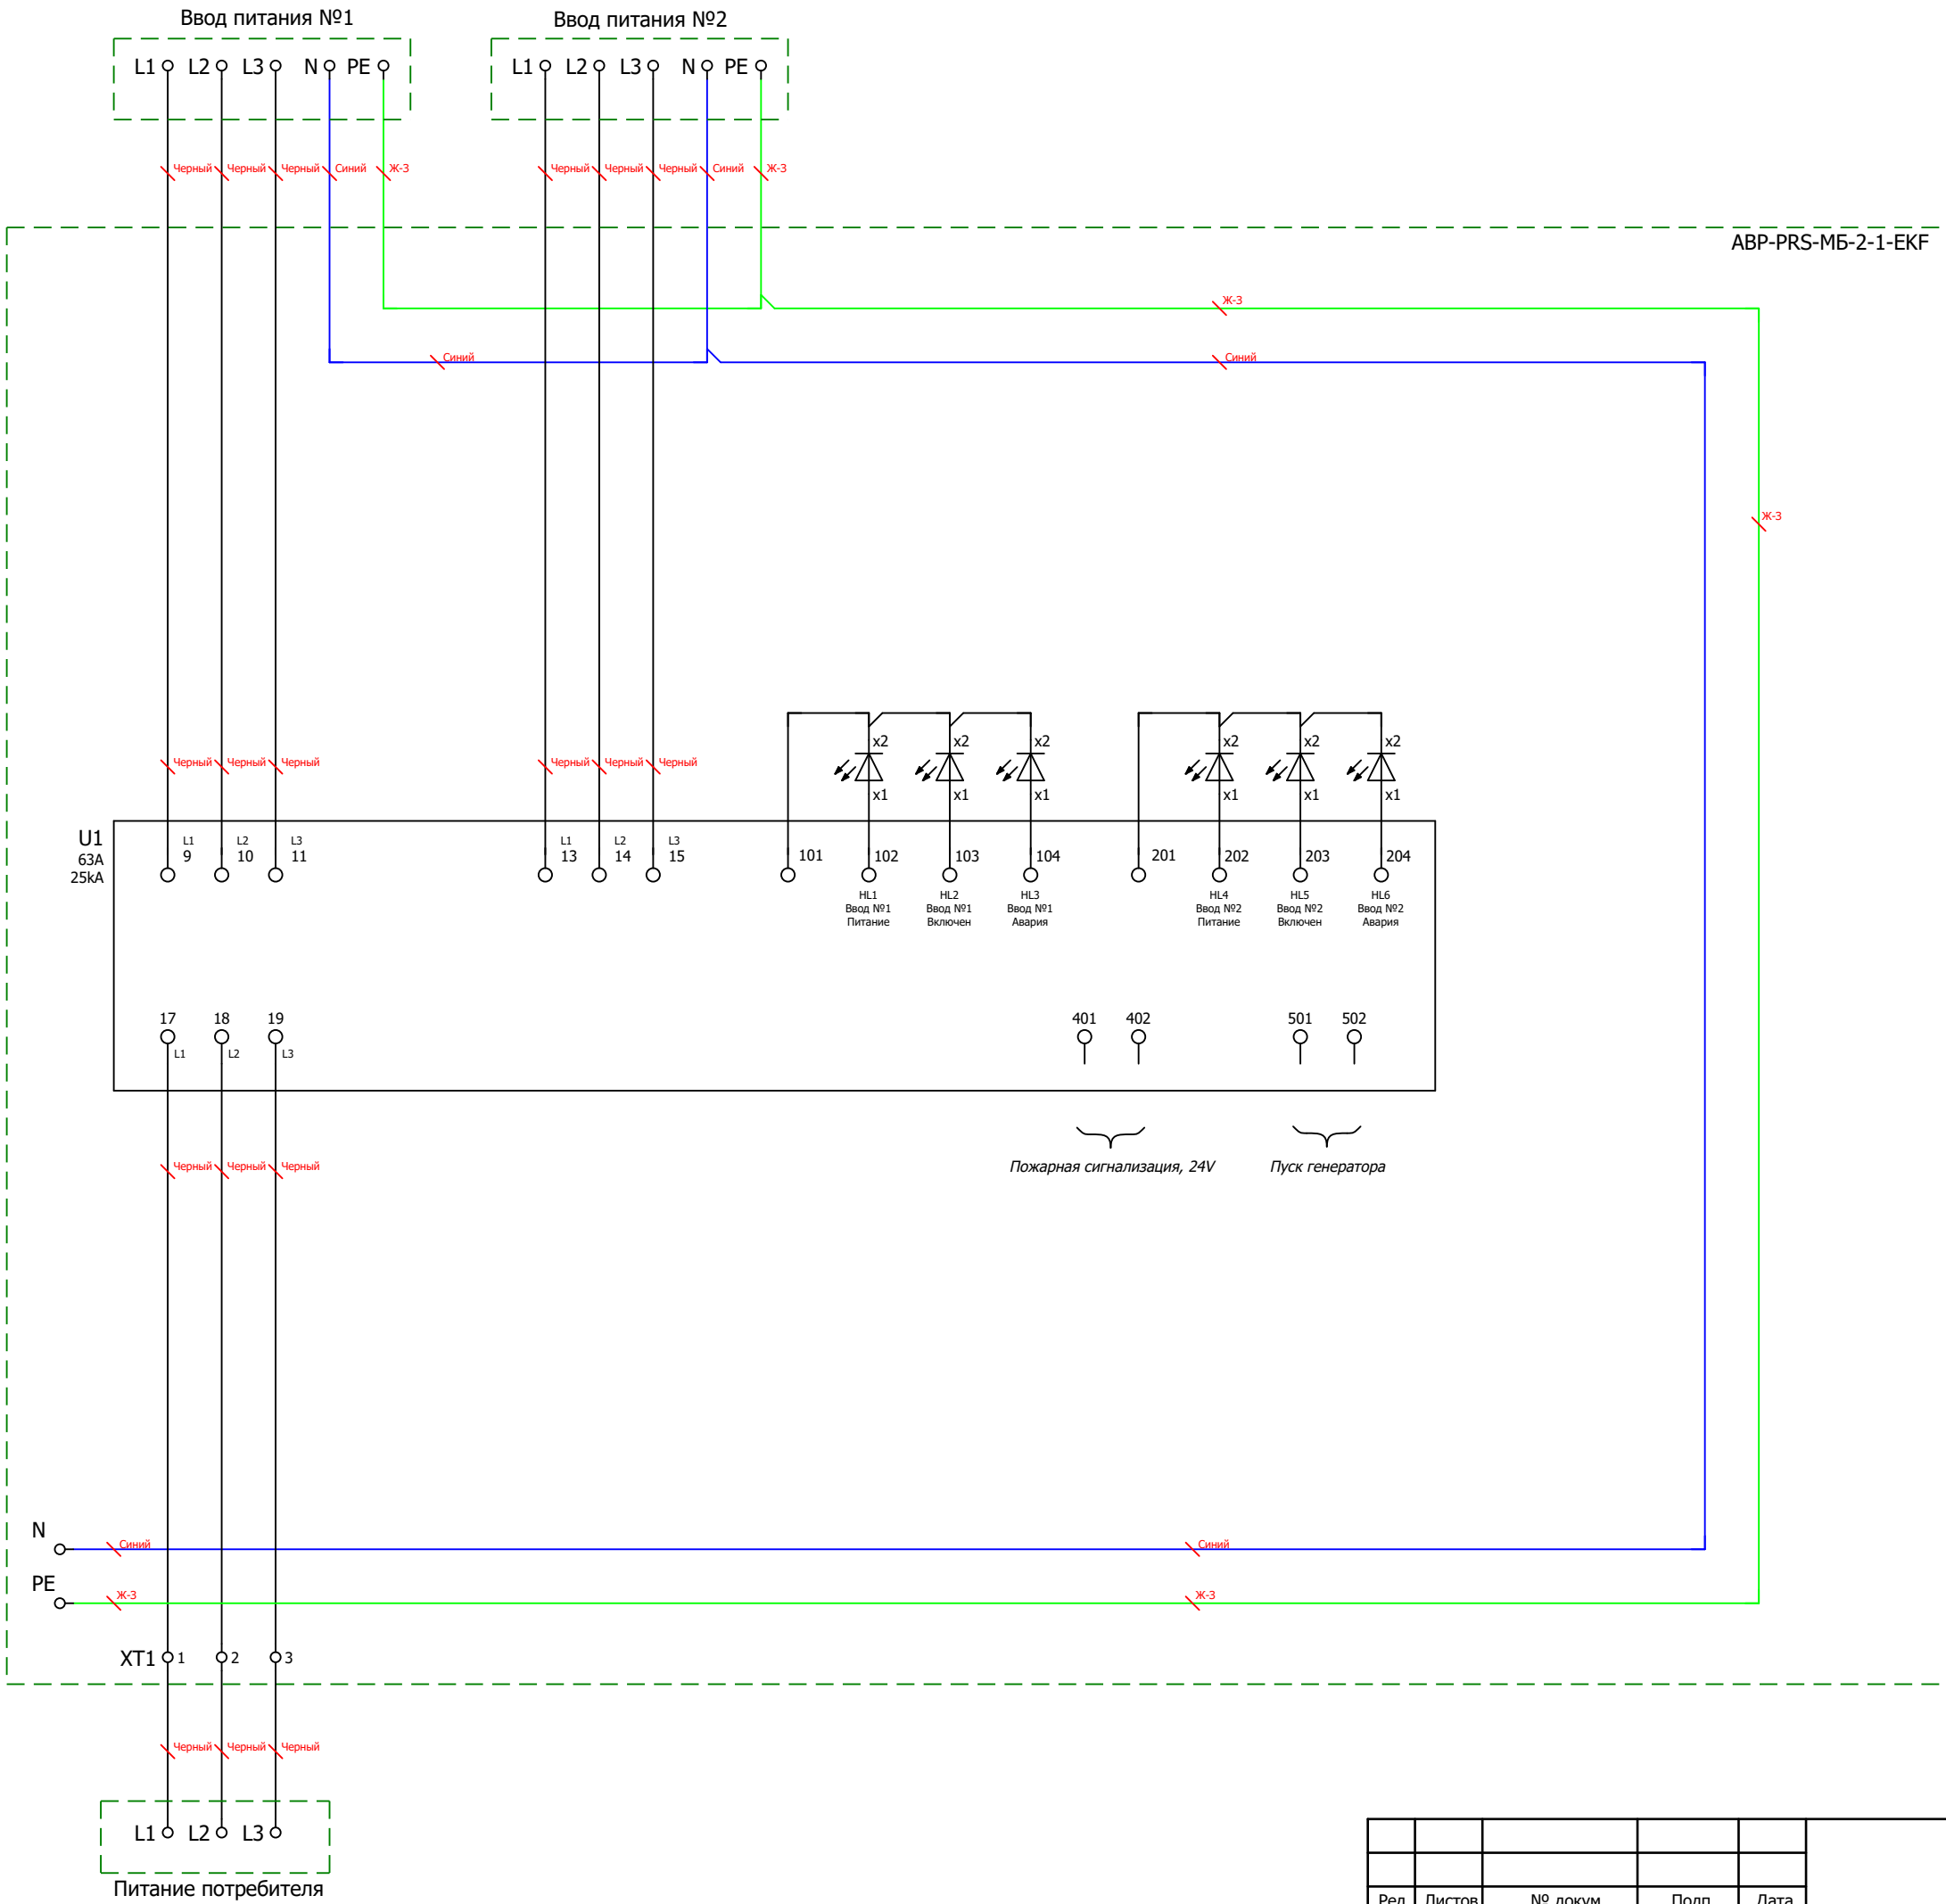 Ввод питания №1
Ввод питания №2
L1 L2 L3 N PE
L1 L2 L3 N PE
Черный Черный Черный Синий Ж-З
Черный Черный Черный Синий Ж-З
АВР-PRS-МБ-2-1-EKF
Ж-З
Синий
Синий
Ж-З
x2 x2 x2
x2 x2 x2
Черный Черный Черный
Черный Черный Черный
x1 x1 x1
x1 x1 x1
U1
63A
25kA
L1 L2 L3
9 10 11
L1 L2 L3
13 14 15
101 102 103 104
201 202 203 204
HL1
Ввод №1
Питание
HL2
Ввод №1
Включен
HL3
Ввод №1
Авария
HL4
Ввод №2
Питание
HL5
Ввод №2
Включен
HL6
Ввод №2
Авария
17 18 19
L1 L2 L3
401 402
501 502
Пожарная сигнализация, 24V
Пуск генератора
Черный Черный Черный
N
Синий
Синий
PE
Ж-З
Ж-З
XT1 1 2 3
Черный Черный Черный
L1 L2 L3
Питание потребителя
Ред Листов № докум Подп Дата